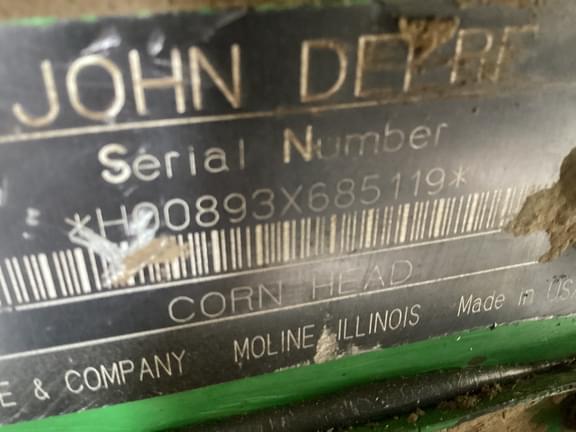 JOHN DEERE
Serial Number
*H00893X685119*
CORN HEAD
E & COMPANY MOLINE ILLINOIS Made in USA